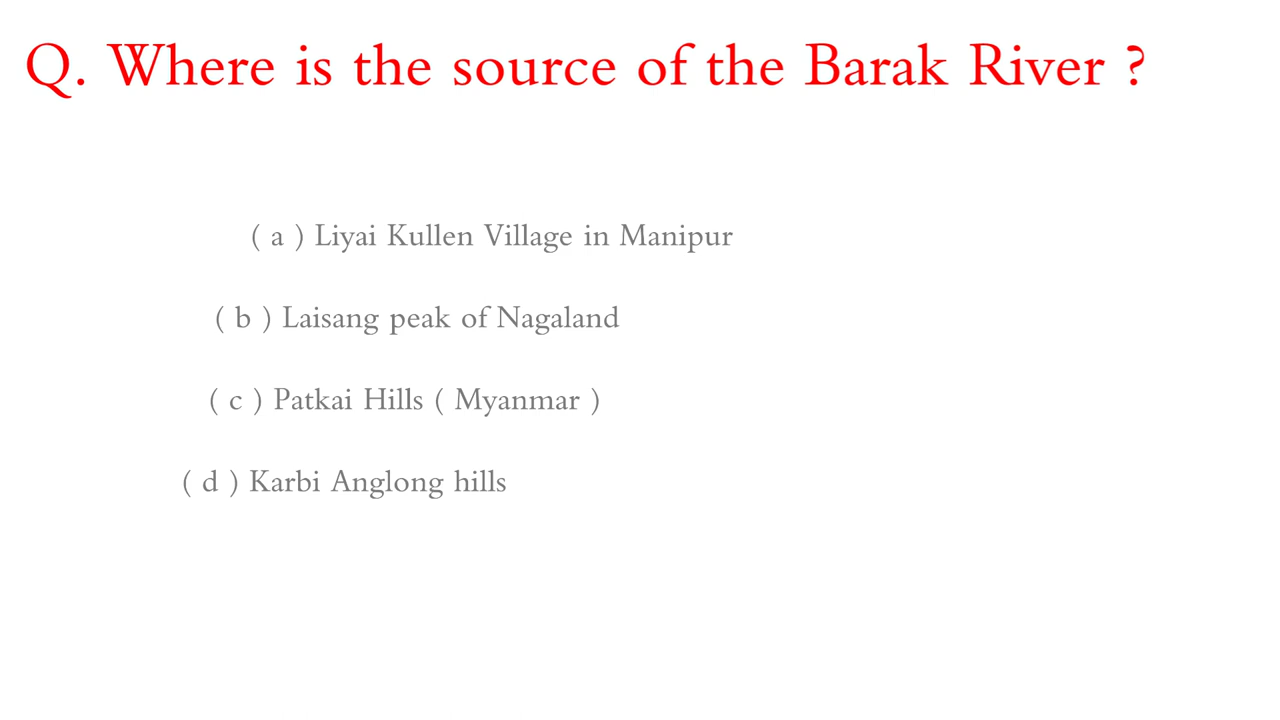 Q. Where is the source of the Barak River ?
( a ) Liyai Kullen Village in Manipur
( b ) Laisang peak of Nagaland
( c ) Patkai Hills ( Myanmar )
( d ) Karbi Anglong hills